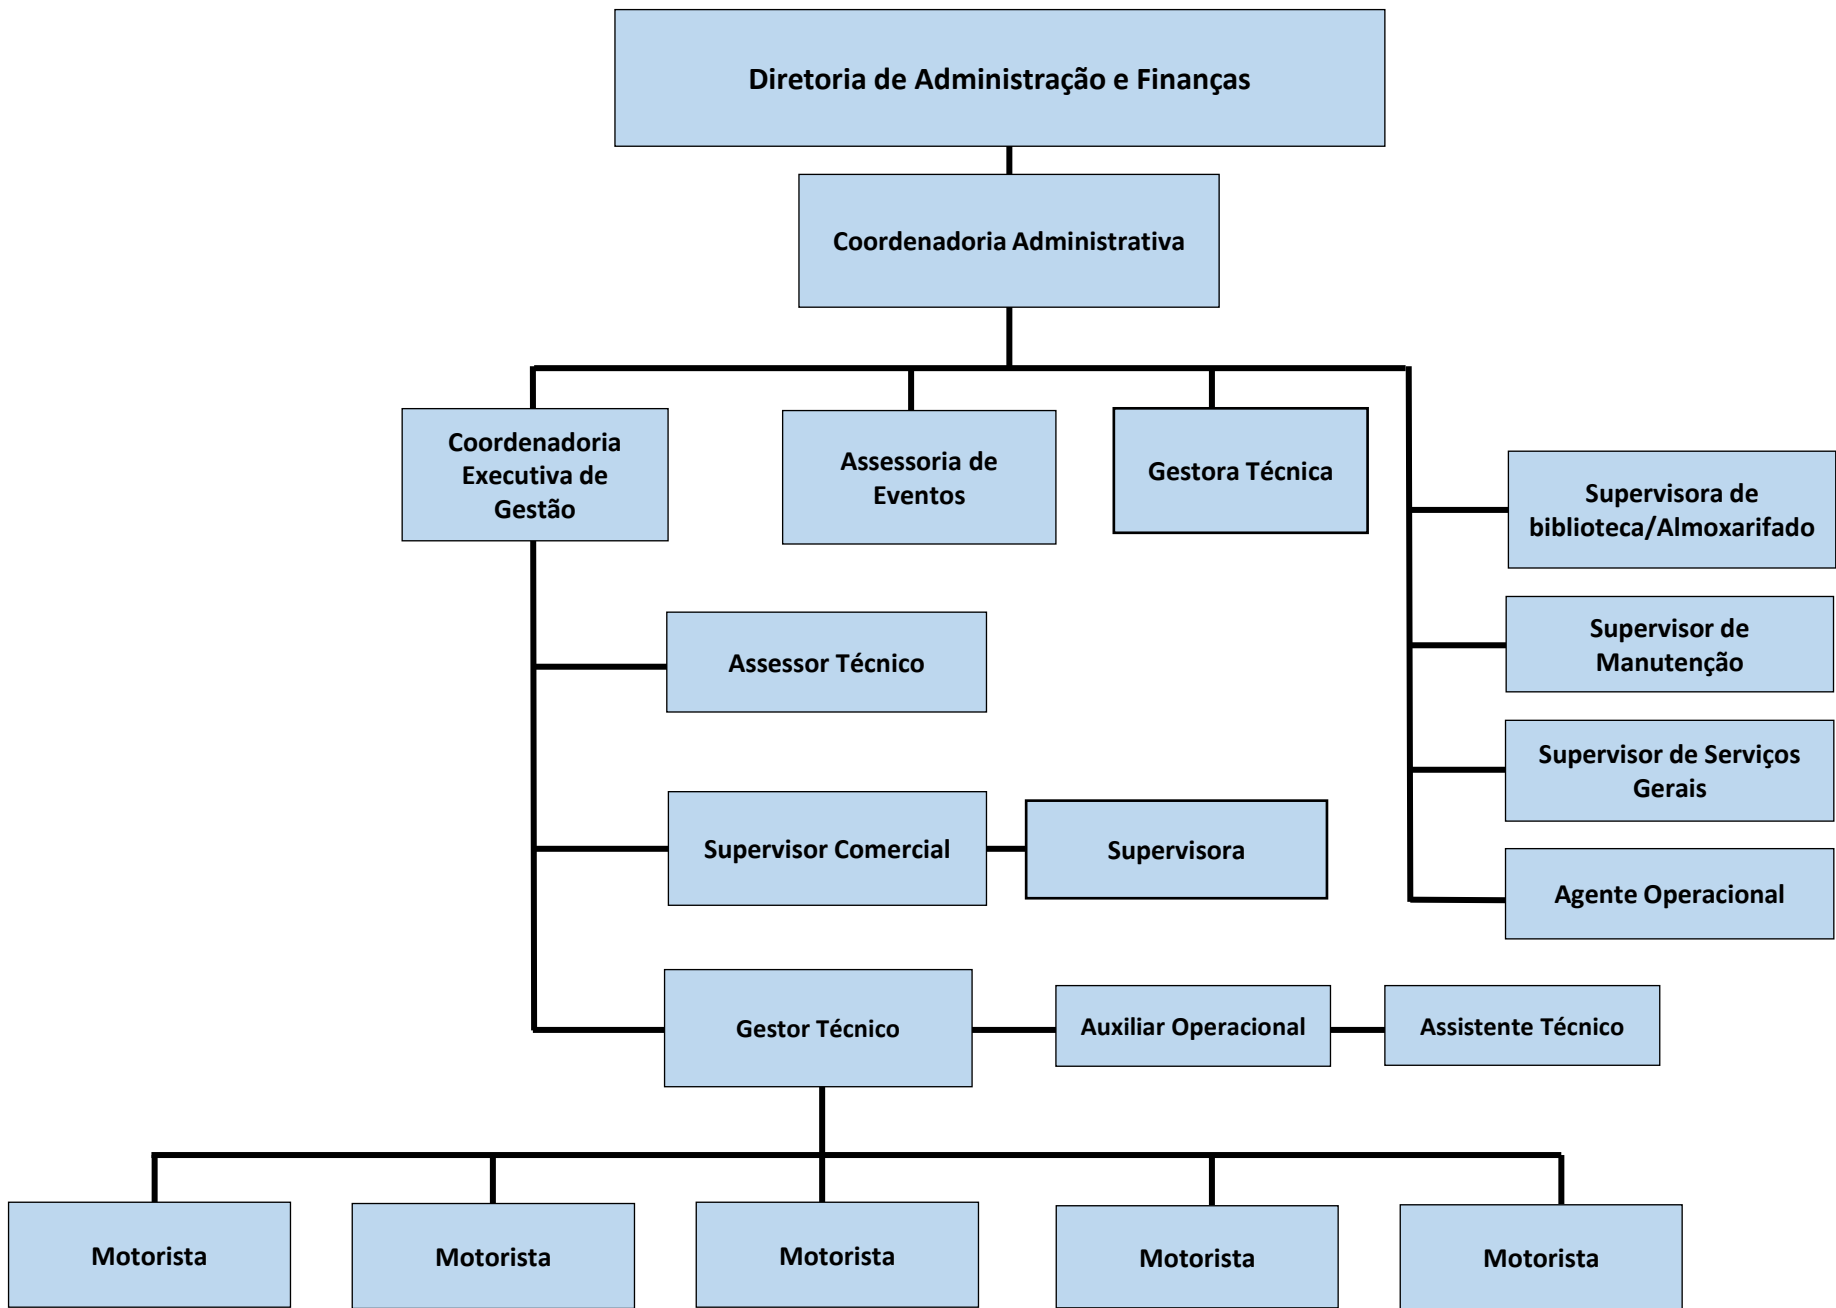 Diretoria de Administração e Finanças
Coordenadoria Administrativa
Coordenadoria
Executiva de
Gestão
Assessoria de
Eventos
Gestora Técnica
Supervisora de
biblioteca/Almoxarifado
Supervisor de
Manutenção
Supervisor de Serviços
Gerais
Agente Operacional
Assessor Técnico
Supervisor Comercial
Supervisora
Gestor Técnico
Auxiliar Operacional
Assistente Técnico
Motorista
Motorista
Motorista
Motorista
Motorista